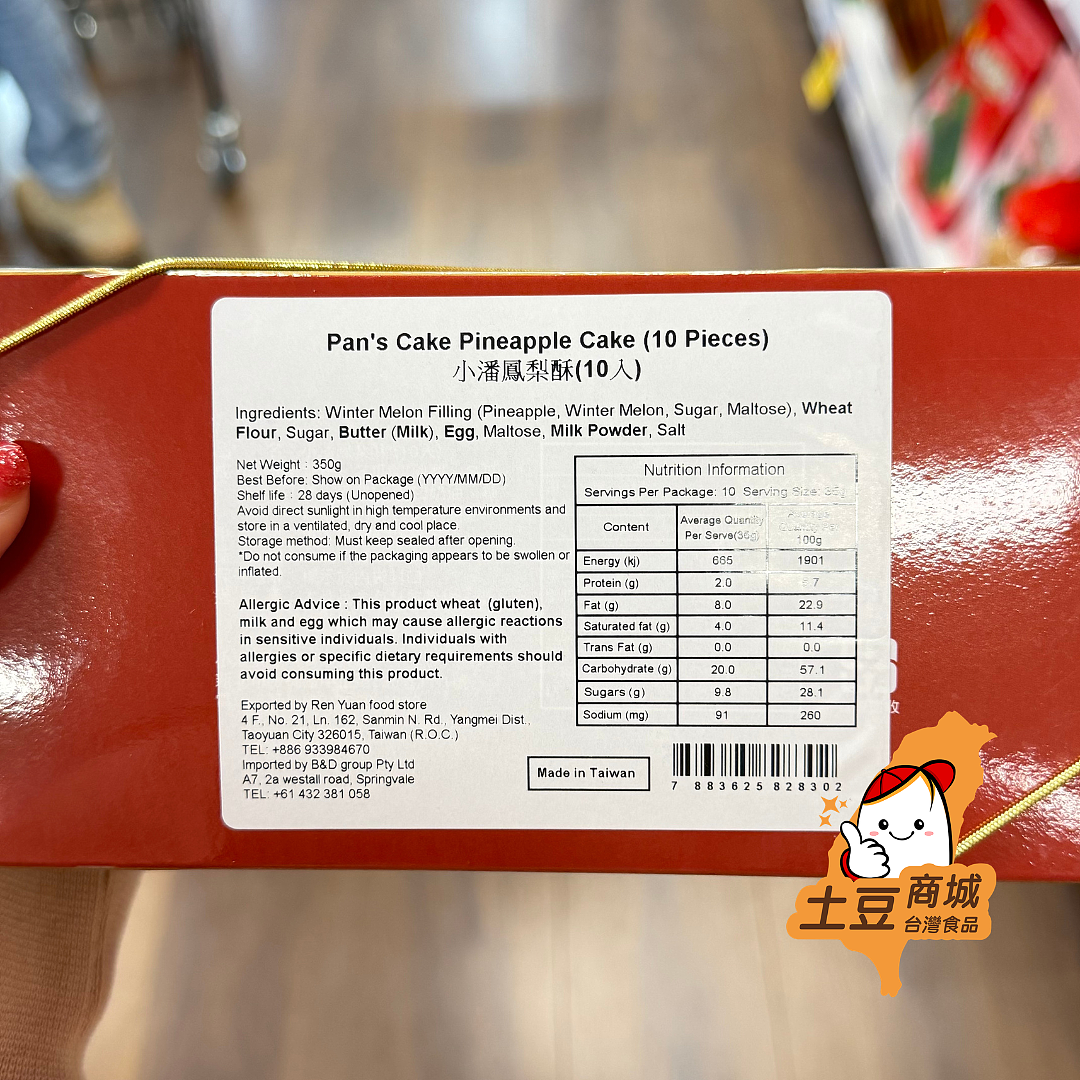 Pan's Cake Pineapple Cake (10 Pieces)
小潘鳳梨酥(10入)
Ingredients: Winter Melon Filling (Pineapple, Winter Melon, Sugar, Maltose), Wheat
Flour, Sugar, Butter (Milk), Egg, Maltose, Milk Powder, Salt
Net Weight : 350g
Best Before: Show on Package (YYYY/MM/DD)
Shelf life : 28 days (Unopened)
Avoid direct sunlight in high temperature environments and
store in a ventilated, dry and cool place.
Storage method: Must keep sealed after opening.
*Do not consume if the packaging appears to be swollen or
inflated.
Allergic Advice : This product wheat (gluten),
milk and egg which may cause allergic reactions
in sensitive individuals. Individuals with
allergies or specific dietary requirements should
avoid consuming this product.
Exported by Ren Yuan food store
4 F., No. 21, Ln. 162, Sanmin N. Rd., Yangmei Dist.,
Taoyuan City 326015, Taiwan (R.O.C.)
TEL: +886 933984670
Imported by B&D group Pty Ltd
A7, 2a westall road, Springvale
TEL: +61 432 381 058
Nutrition Information
Servings Per Package: 10 Serving Size:
Content
Average Quantity
Per Serve(35g)
100g
Energy (kj) 665 1901
Protein (g) 2.0
Fat (g) 8.0 22.9
Saturated fat (g) 4.0 11.4
Trans Fat (g) 0.0 0.0
Carbohydrate (g) 20.0 57.1
Sugars (g) 9.8 28.1
Sodium (mg) 91 260
Made in Taiwan
7 883625 828302
土豆商城
台灣食品